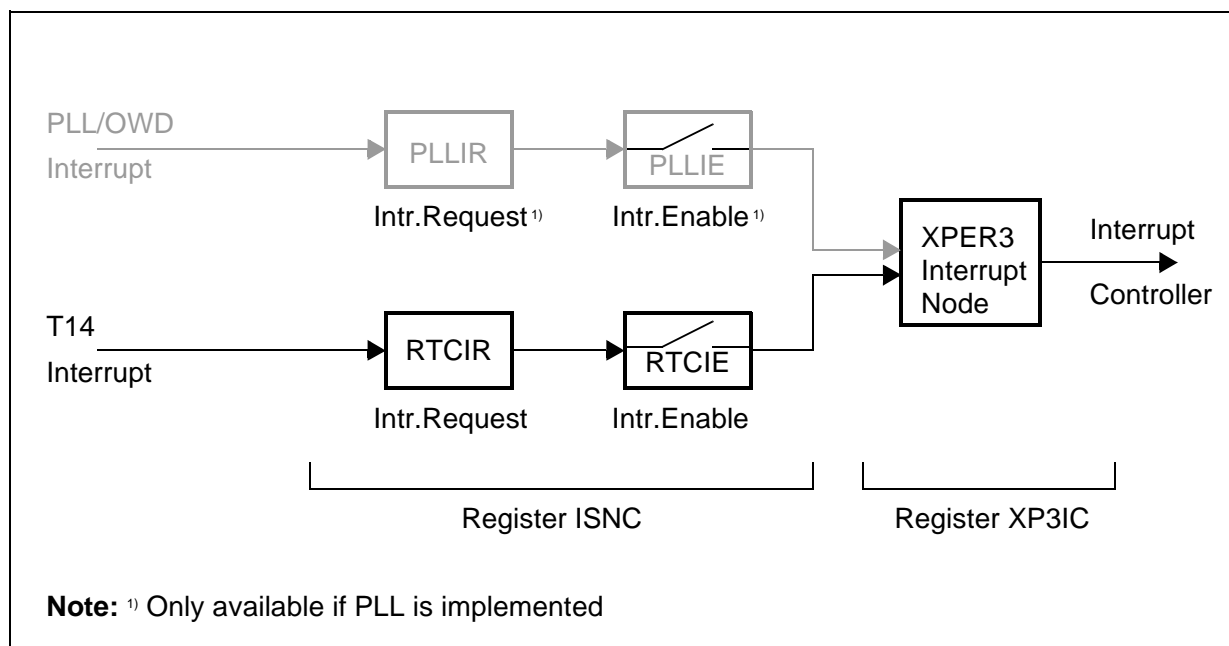 PLL/OWD
Interrupt
PLLIR
PLLIE
Intr.Request 1)
Intr.Enable 1)
XPER3
Interrupt
Node
Interrupt
Controller
T14
Interrupt
RTCIR
RTCIE
Intr.Request
Intr.Enable
Register ISNC
Register XP3IC
Note: 1) Only available if PLL is implemented